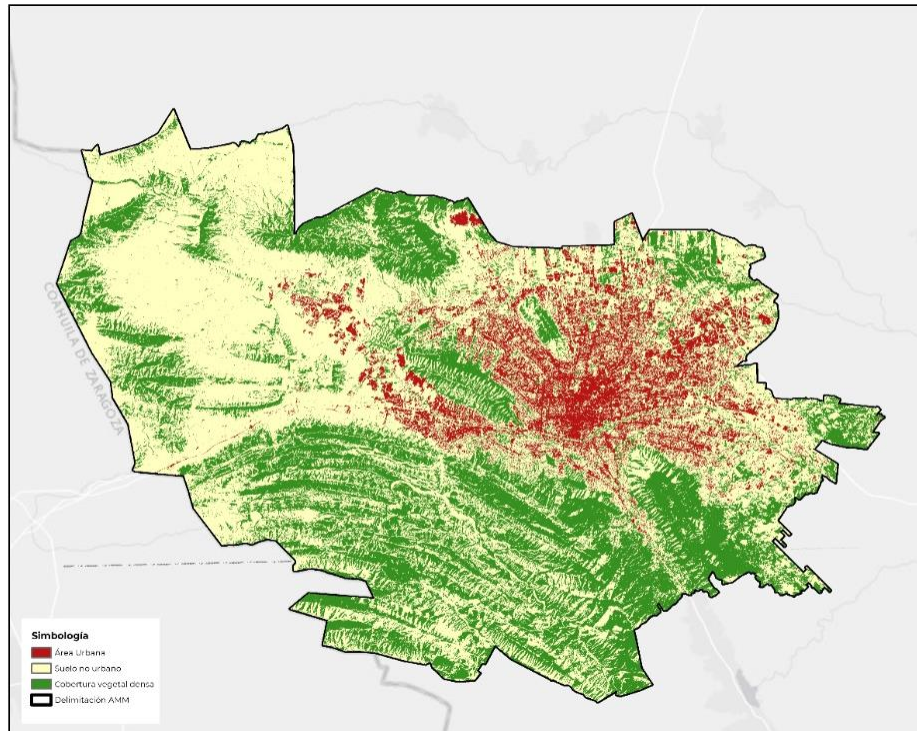 COAHUILA DE ZARAGOZA
Simbología
Área Urbana
Suelo no urbano
Cobertura vegetal densa
Delimitación AMM